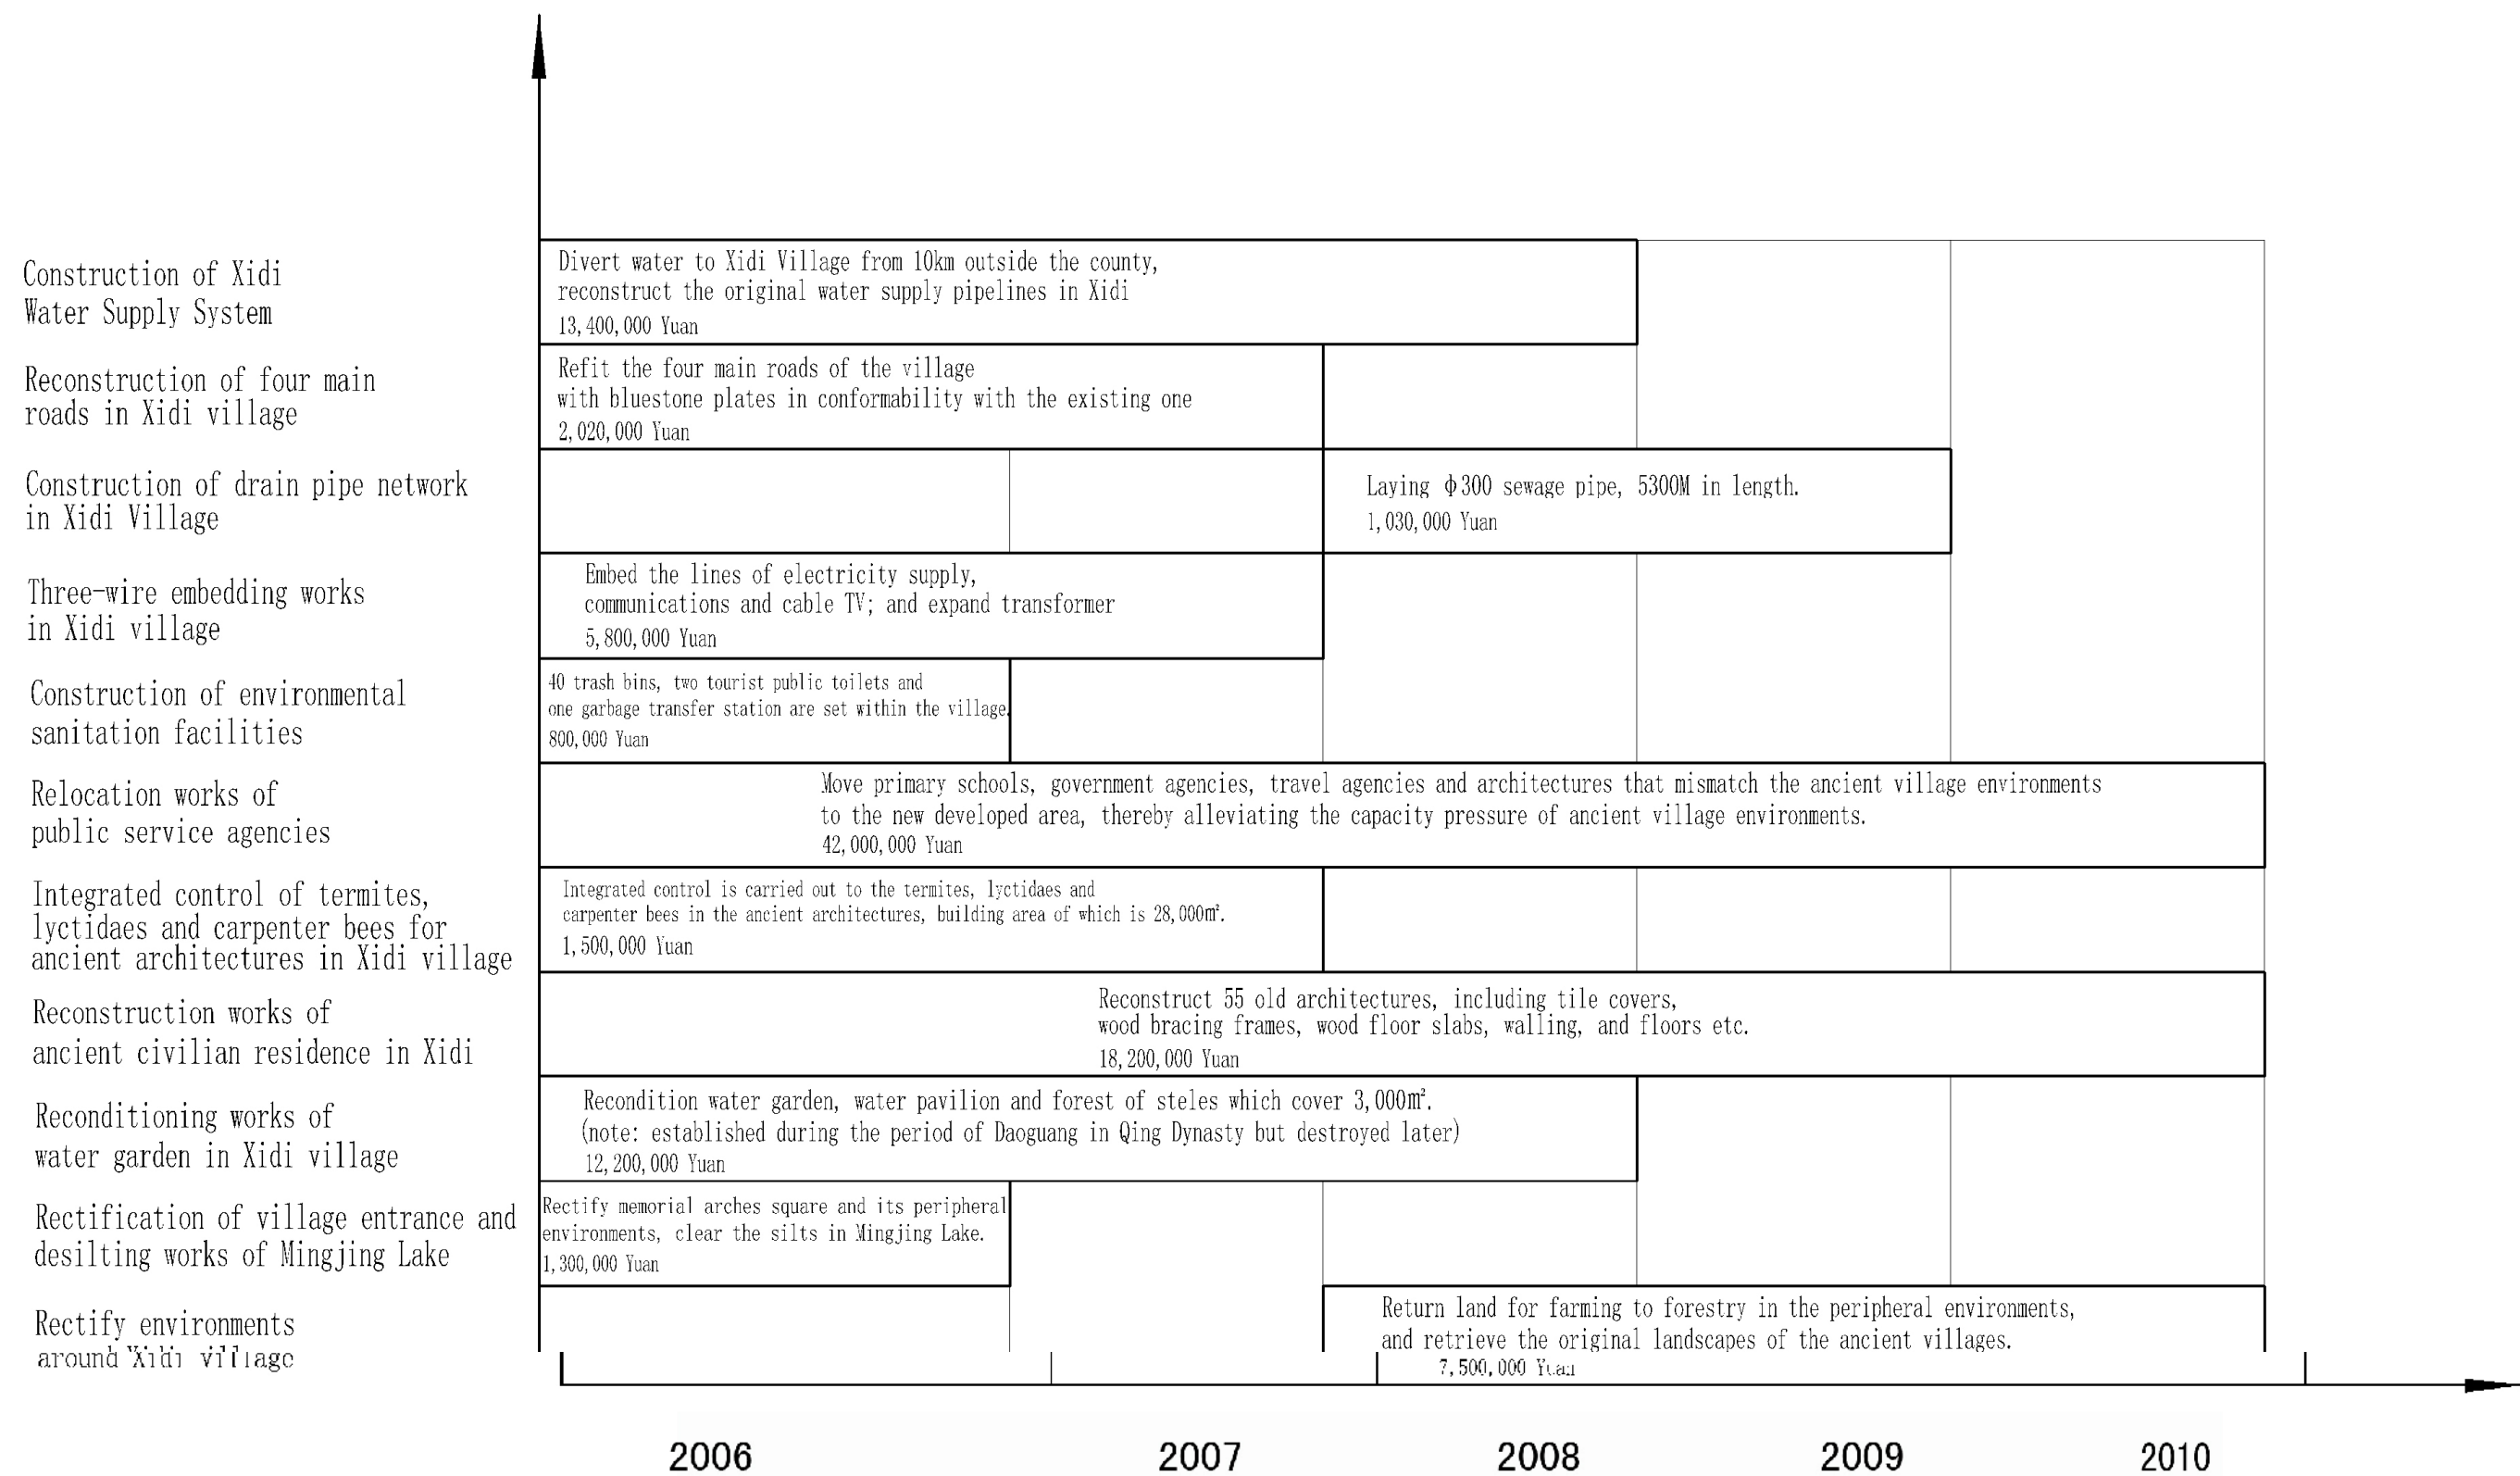 Construction of Xidi
Water Supply System
Divert water to Xidi Village from 10km outside the county,
reconstruct the original water supply pipelines in Xidi
13,400,000 Yuan
Reconstruction of four main
roads in Xidi village
Refit the four main roads of the village
with bluestone plates in conformability with the existing one
2,020,000 Yuan
Construction of drain pipe network
in Xidi Village
Laying φ300 sewage pipe, 5300M in length.
1,030,000 Yuan
Three-wire embedding works
in Xidi village
Embed the lines of electricity supply,
communications and cable TV; and expand transformer
5,800,000 Yuan
Construction of environmental
sanitation facilities
40 trash bins, two tourist public toilets and
one garbage transfer station are set within the village.
800,000 Yuan
Relocation works of
public service agencies
Move primary schools, government agencies, travel agencies and architectures that mismatch the ancient village environments
to the new developed area, thereby alleviating the capacity pressure of ancient village environments.
42,000,000 Yuan
Integrated control of termites,
lyctidaes and carpenter bees for
ancient architectures in Xidi village
Integrated control is carried out to the termites, lyctidaes and
carpenter bees in the ancient architectures, building area of which is 28,000m².
1,500,000 Yuan
Reconstruction works of
ancient civilian residence in Xidi
Reconstruct 55 old architectures, including tile covers,
wood bracing frames, wood floor slabs, walling, and floors etc.
18,200,000 Yuan
Reconditioning works of
water garden in Xidi village
Recondition water garden, water pavilion and forest of steles which cover 3,000m².
(note: established during the period of Daoguang in Qing Dynasty but destroyed later)
12,200,000 Yuan
Rectification of village entrance and
desilting works of Mingjing Lake
Rectify memorial arches square and its peripheral
environments, clear the silts in Mingjing Lake.
1,300,000 Yuan
Rectify environments
around Xidi village
Return land for farming to forestry in the peripheral environments,
and retrieve the original landscapes of the ancient villages.
7,500,000 Yuan
2006 2007 2008 2009 2010